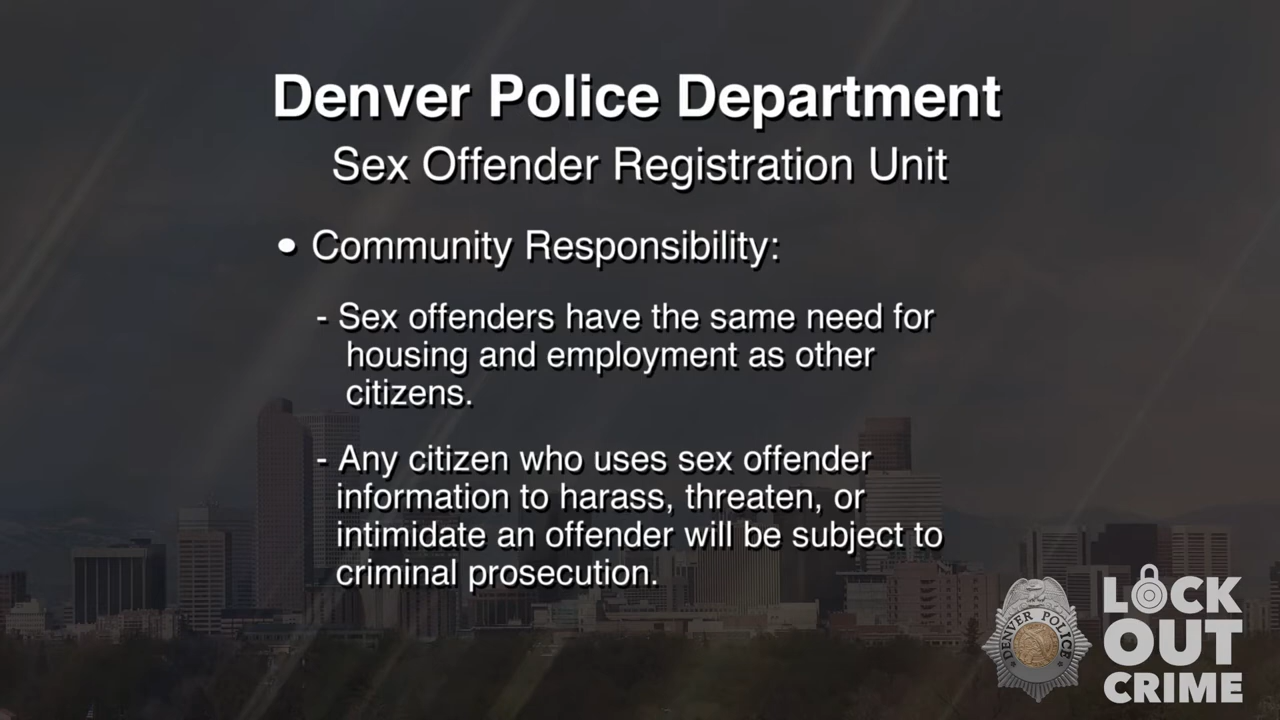 Denver Police Department
Sex Offender Registration Unit
• Community Responsibility:
- Sex offenders have the same need for
housing and employment as other
citizens.
- Any citizen who uses sex offender
information to harass, threaten, or
intimidate an offender will be subject to
criminal prosecution.
DENVER POLICE
LOCK
OUT
CRIME